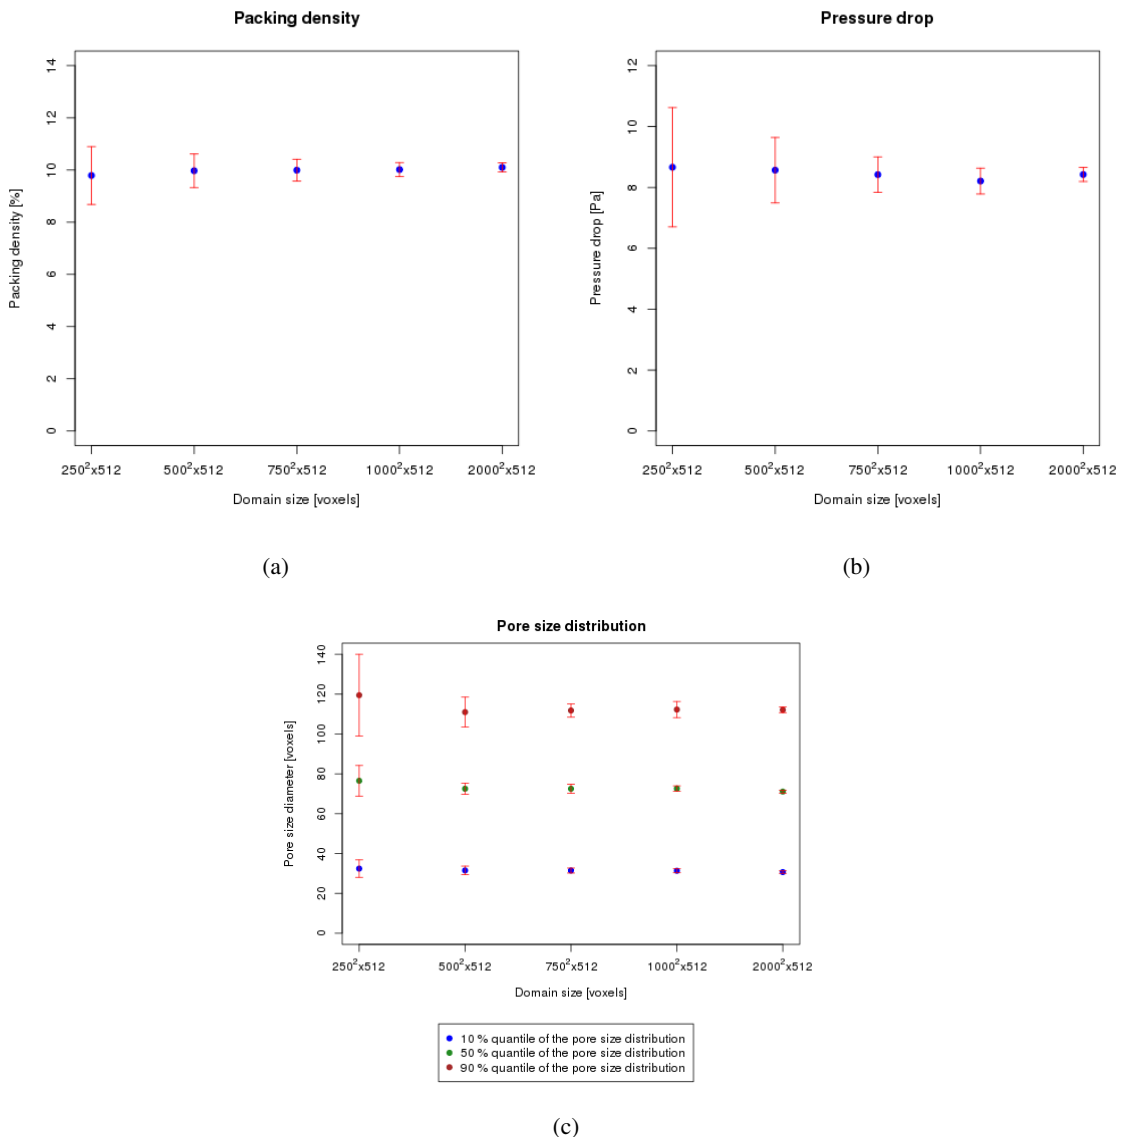 Packing density
Packing density [%]
14
12
10
8
6
4
2
0
250²x512 500²x512 750²x512 1000²x512 2000²x512
Domain size [voxels]
(a)
Pressure drop
Pressure drop [Pa]
12
10
8
6
4
2
0
250²x512 500²x512 750²x512 1000²x512 2000²x512
Domain size [voxels]
(b)
Pore size distribution
Pore size diameter [voxels]
140
120
100
80
60
40
20
0
250²x512 500²x512 750²x512 1000²x512 2000²x512
Domain size [voxels]
10 % quantile of the pore size distribution
50 % quantile of the pore size distribution
90 % quantile of the pore size distribution
(c)